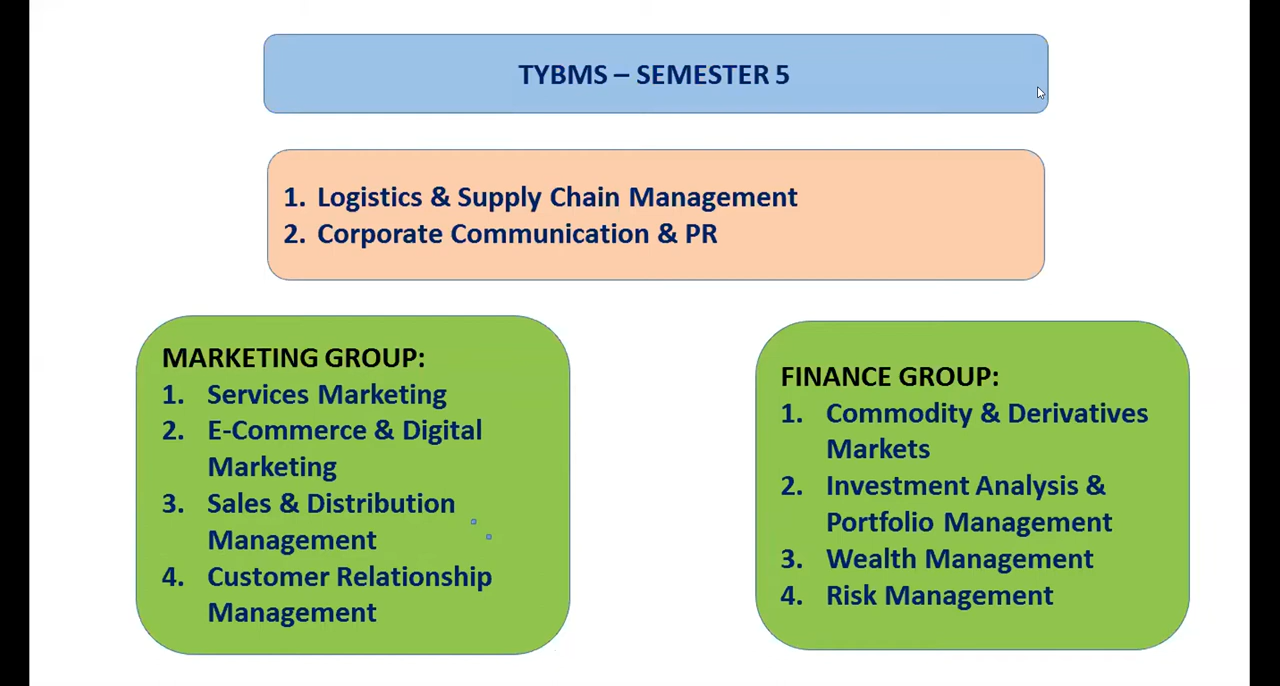 TYBMS – SEMESTER 5
1. Logistics & Supply Chain Management
2. Corporate Communication & PR
MARKETING GROUP:
1. Services Marketing
2. E-Commerce & Digital
Marketing
3. Sales & Distribution
Management
4. Customer Relationship
Management
FINANCE GROUP:
1. Commodity & Derivatives
Markets
2. Investment Analysis &
Portfolio Management
3. Wealth Management
4. Risk Management